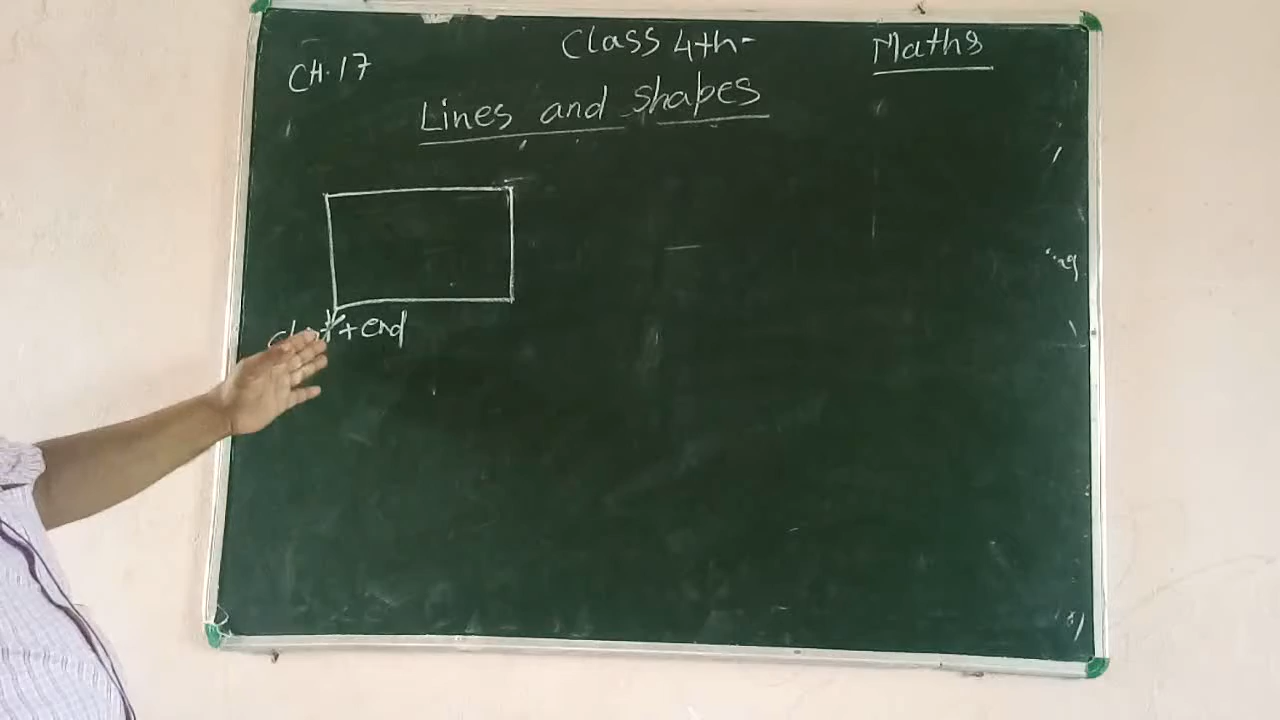 Class 4th-
Maths
CH. 17
Lines and shapes
+ end